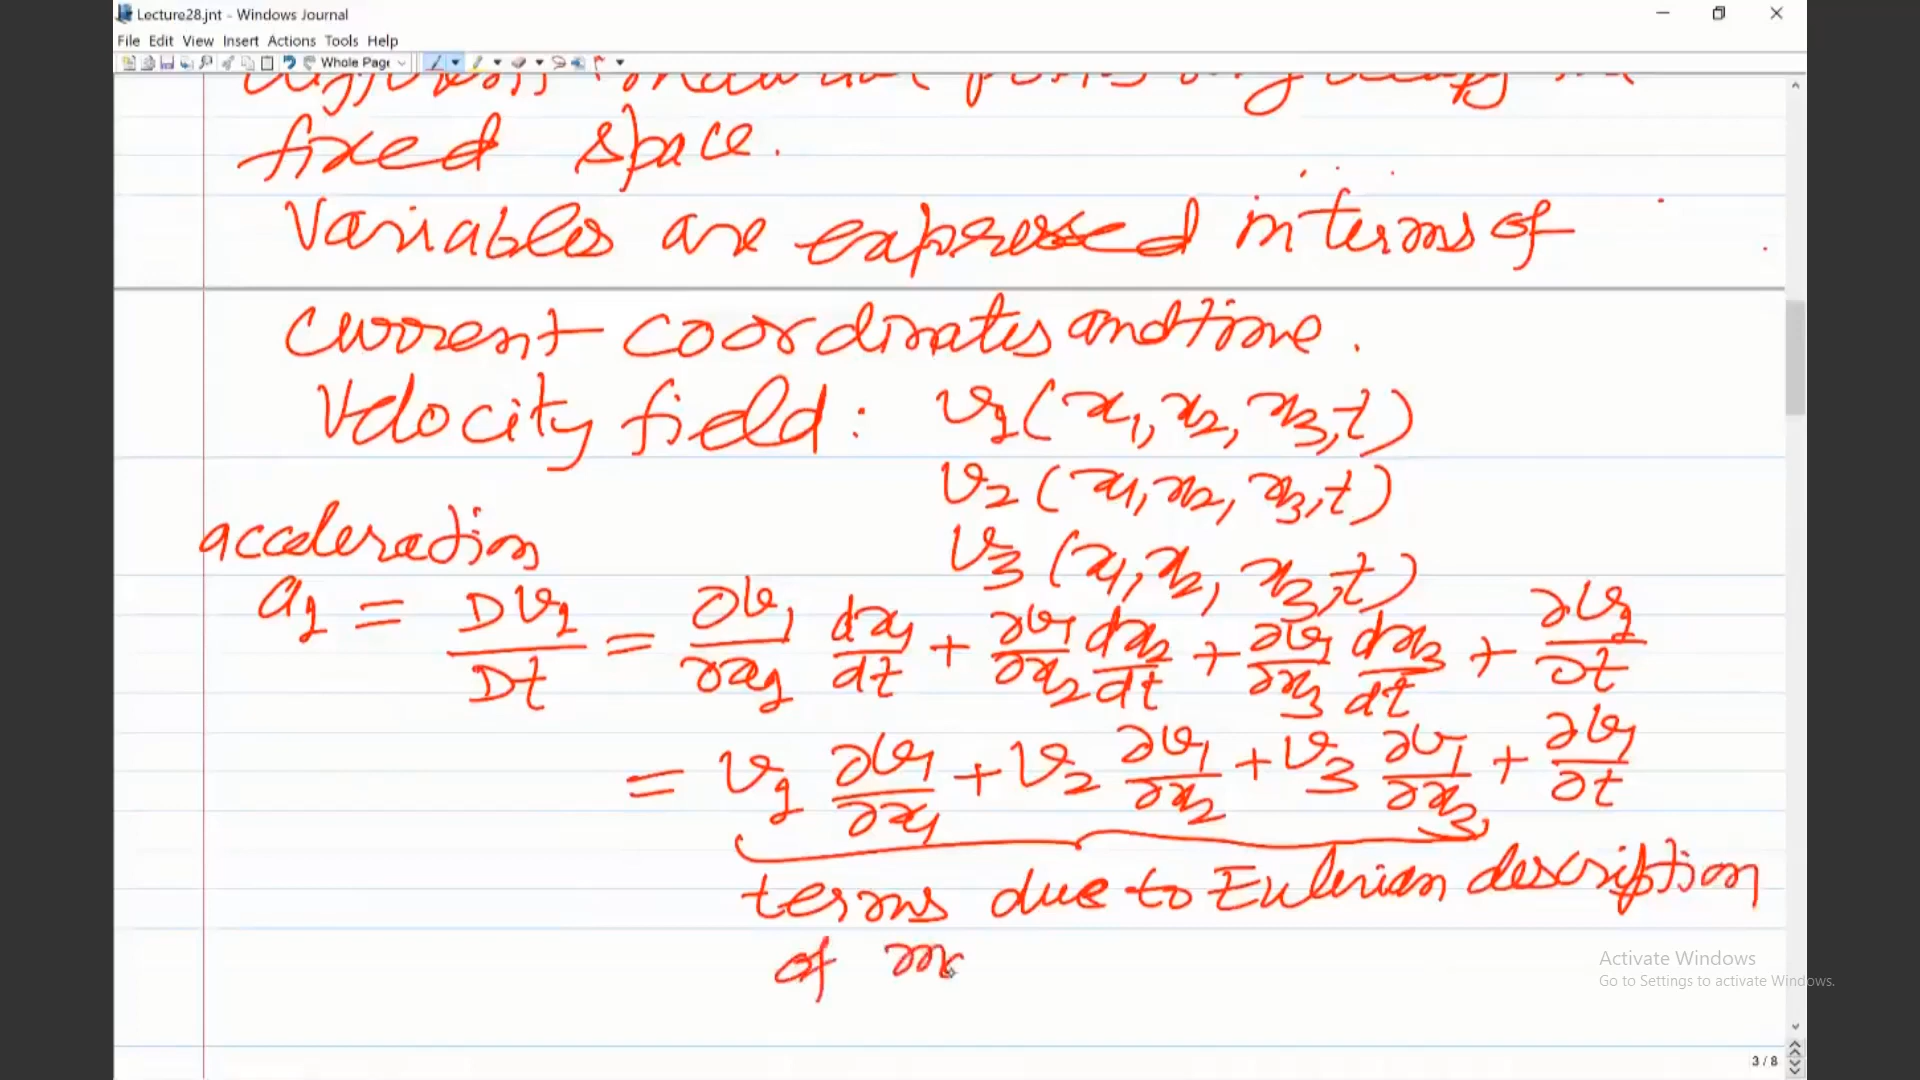 Lecture28.jnt - Windows Journal
File Edit View Insert Actions Tools Help
Whole Page
fixed space.
Variables are expressed in terms of
current coordinates and time.
Velocity field: v₁(x₁, x₂, x₃, t)
v₂(x₁, x₂, x₃, t)
v₃(x₁, x₂, x₃, t)
acceleration
a₁ = Dv₁/Dt = ∂v₁/∂x₁ dx₁/dt + ∂v₁/∂x₂ dx₂/dt + ∂v₁/∂x₃ dx₃/dt + ∂v₁/∂t
= v₁ ∂v₁/∂x₁ + v₂ ∂v₁/∂x₂ + v₃ ∂v₁/∂x₃ + ∂v₁/∂t
terms due to Eulerian description
of
Activate Windows
Go to Settings to activate Windows.
3 / 8